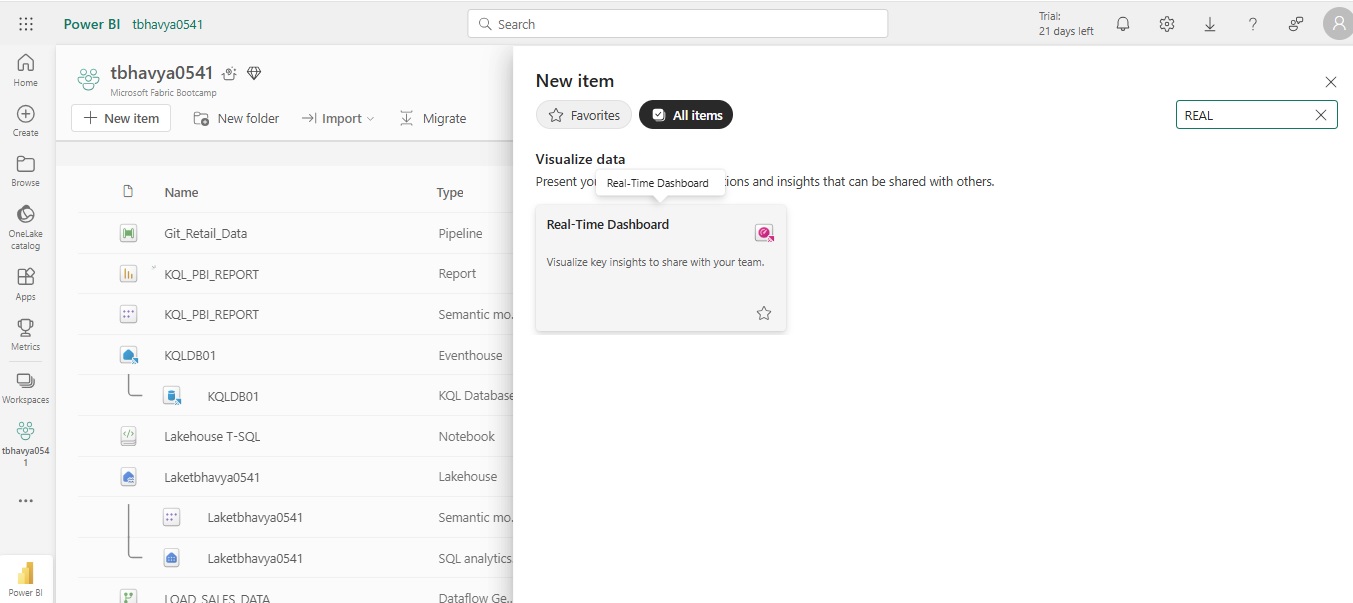 Power BI tbhavya0541
Search
Trial:
21 days left
Home
Create
Browse
OneLake
catalog
Apps
Metrics
Workspaces
tbhavya054
1
Power BI
tbhavya0541
Microsoft Fabric Bootcamp
New item New folder Import Migrate
Name Type
Git_Retail_Data Pipeline
KQL_PBI_REPORT Report
KQL_PBI_REPORT Semantic mo...
KQLDB01 Eventhouse
KQLDB01 KQL Database
Lakehouse T-SQL Notebook
Laketbhavya0541 Lakehouse
Laketbhavya0541 Semantic mo...
Laketbhavya0541 SQL analytics
LOAD_SALES_DATA Dataflow Ge...
New item
Favorites All items
REAL
Visualize data
Present you Real-Time Dashboard ions and insights that can be shared with others.
Real-Time Dashboard
Visualize key insights to share with your team.